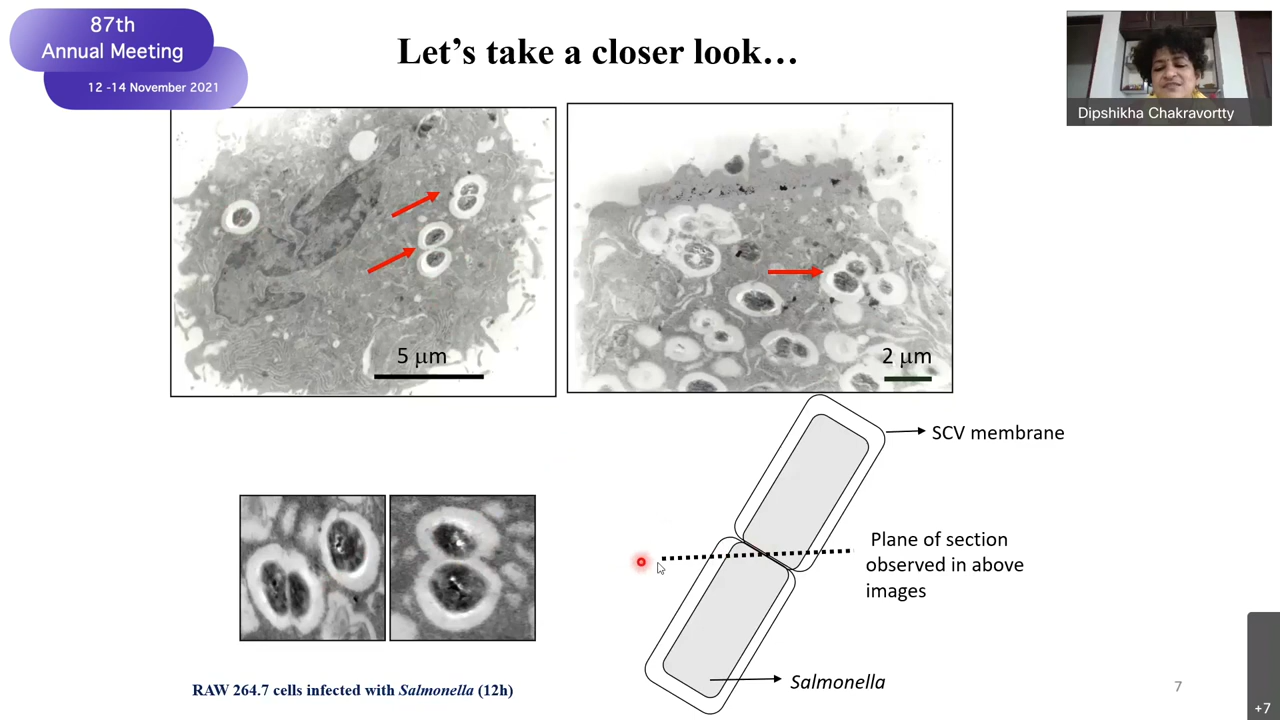 87th
Annual Meeting
12 -14 November 2021
Let's take a closer look…
Dipshikha Chakravortty
5 μm
2 μm
SCV membrane
Plane of section
observed in above
images
Salmonella
RAW 264.7 cells infected with Salmonella (12h)
7
+7